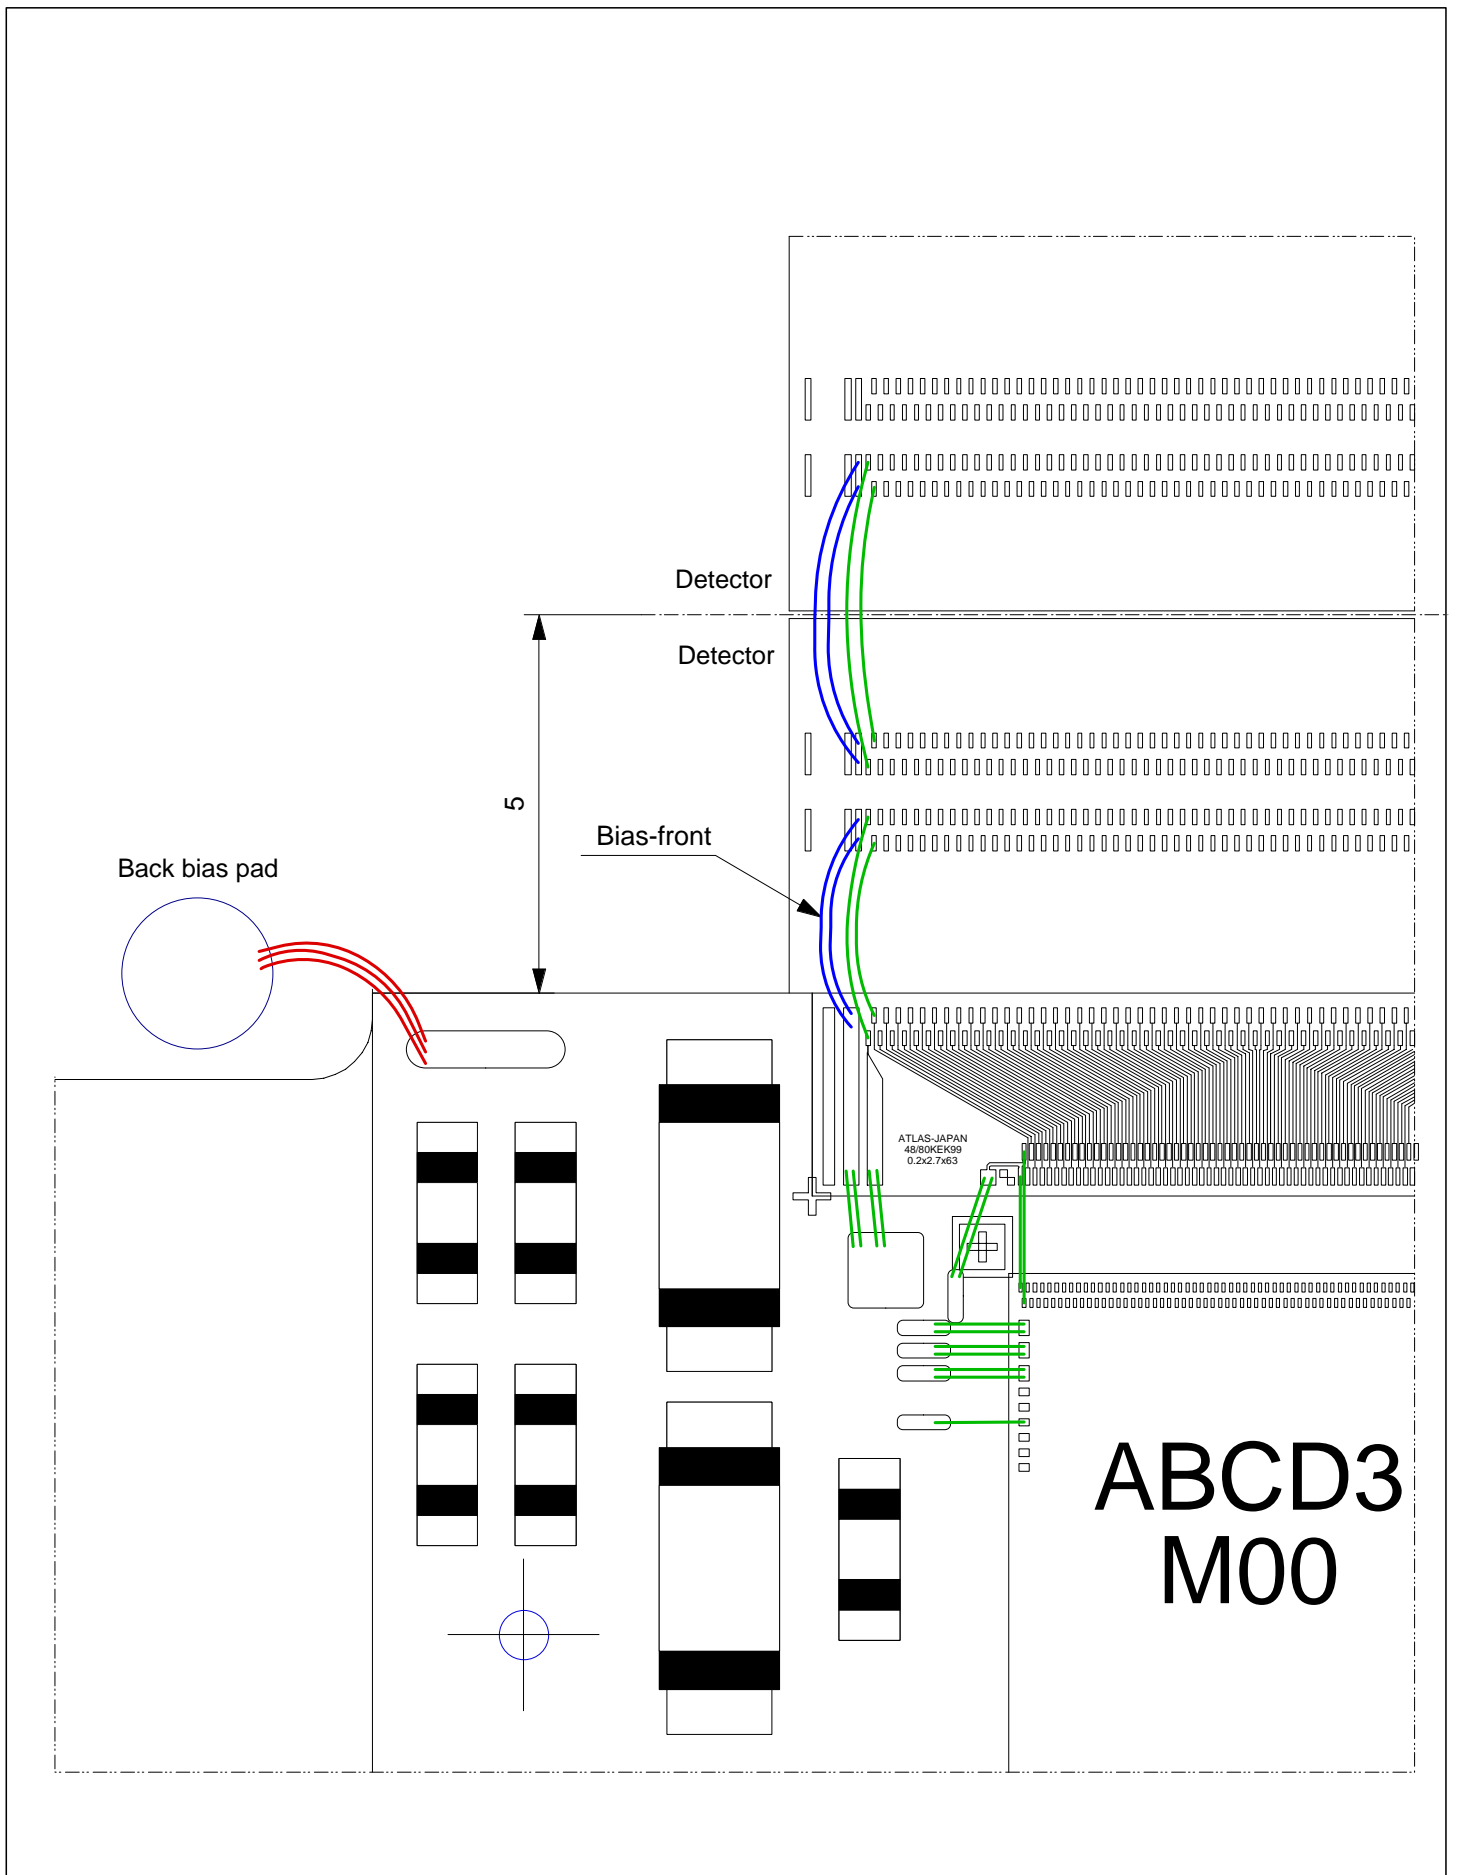 Detector
Detector
5
Bias-front
Back bias pad
ATLAS-JAPAN
48/80KEK99
0.2x2.7x63
ABCD3
M00